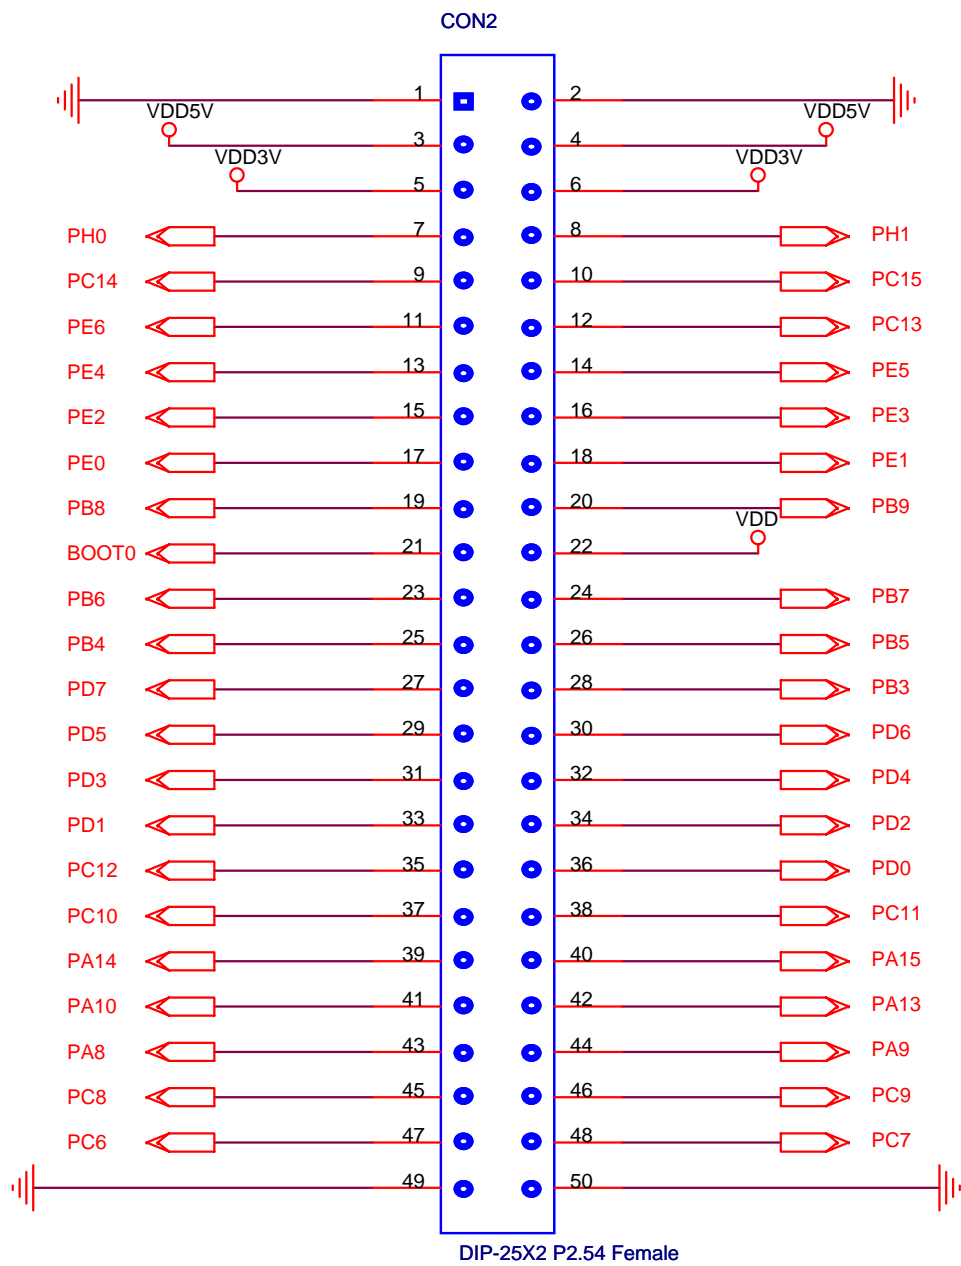 CON2
1 2
VDD5V VDD5V
3 4
VDD3V VDD3V
5 6
PH0 7 8 PH1
PC14 9 10 PC15
PE6 11 12 PC13
PE4 13 14 PE5
PE2 15 16 PE3
PE0 17 18 PE1
PB8 19 20 PB9
VDD
BOOT0 21 22
PB6 23 24 PB7
PB4 25 26 PB5
PD7 27 28 PB3
PD5 29 30 PD6
PD3 31 32 PD4
PD1 33 34 PD2
PC12 35 36 PD0
PC10 37 38 PC11
PA14 39 40 PA15
PA10 41 42 PA13
PA8 43 44 PA9
PC8 45 46 PC9
PC6 47 48 PC7
49 50
DIP-25X2 P2.54 Female